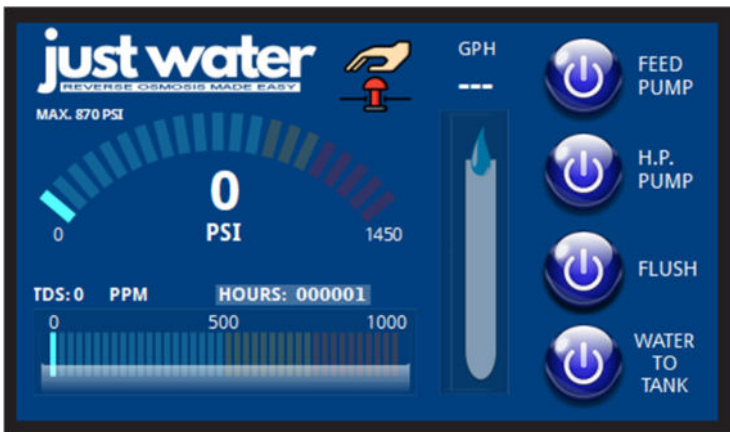 just water
REVERSE OSMOSIS MADE EASY
MAX. 870 PSI
0
PSI
0
1450
TDS: 0 PPM
HOURS: 000001
0 500 1000
GPH
---
FEED
PUMP
H.P.
PUMP
FLUSH
WATER
TO
TANK